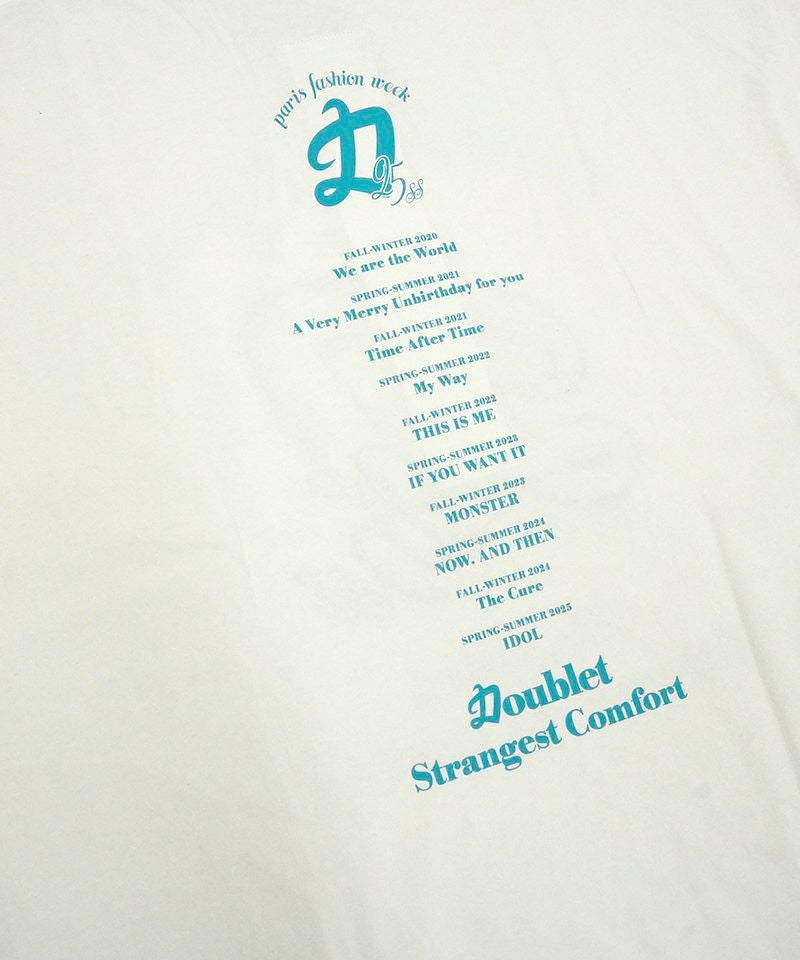 paris fashion week
D
25 SS
FALL-WINTER 2020
We are the World
SPRING-SUMMER 2021
A Very Merry Unbirthday for you
FALL-WINTER 2021
Time After Time
SPRING-SUMMER 2022
My Way
FALL-WINTER 2022
THIS IS ME
SPRING-SUMMER 2023
IF YOU WANT IT
FALL-WINTER 2023
MONSTER
SPRING-SUMMER 2024
NOW. AND THEN
FALL-WINTER 2024
The Cure
SPRING-SUMMER 2025
IDOL
Doublet
Strangest Comfort